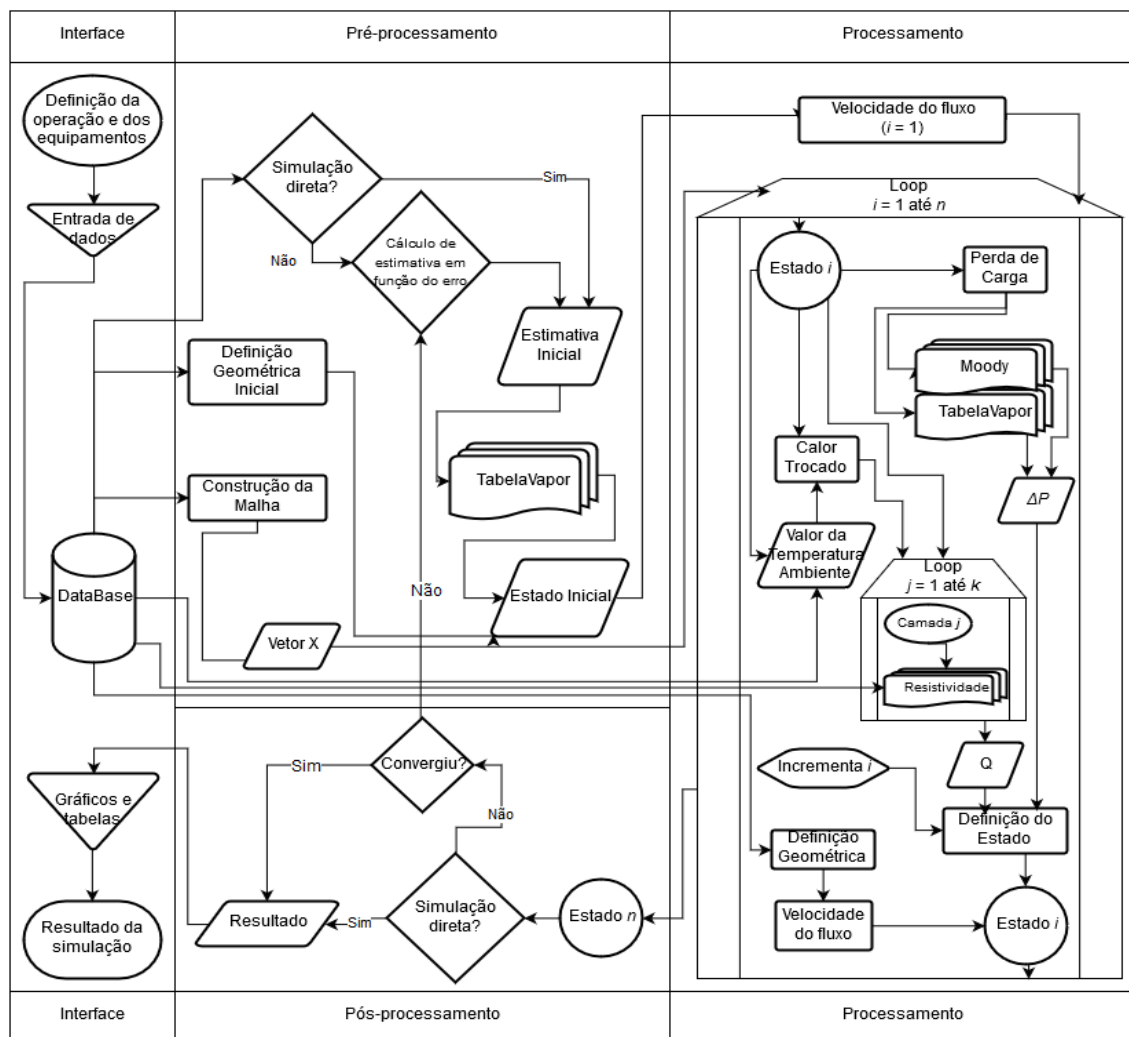 Interface
Pré-processamento
Processamento
Definição da
operação e dos
equipamentos
Entrada de
dados
DataBase
Simulação
direta?
Sim
Não
Cálculo de
estimativa em
função do erro
Estimativa
Inicial
Definição
Geométrica
Inicial
TabelaVapor
Construção da
Malha
Estado Inicial
Não
Vetor X
Velocidade do fluxo
(i = 1)
Loop
i = 1 até n
Estado i
Perda de
Carga
Moody
TabelaVapor
ΔP
Calor
Trocado
Valor da
Temperatura
Ambiente
Loop
j = 1 até k
Camada j
Resistividade
Q
Incrementa i
Definição do
Estado
Definição
Geométrica
Velocidade
do fluxo
Estado i
Estado n
Simulação
direta?
Não
Sim
Convergiu?
Sim
Resultado
Gráficos e
tabelas
Resultado da
simulação
Interface
Pós-processamento
Processamento